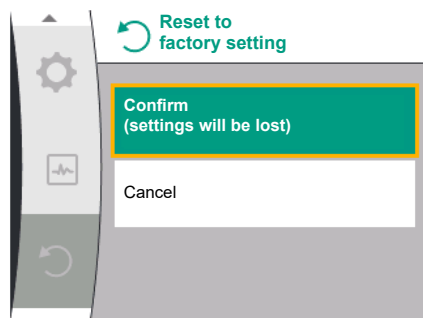 Reset to
factory setting
Confirm
(settings will be lost)
Cancel